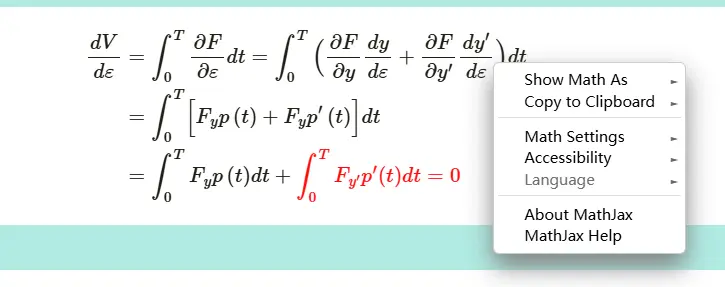 \frac{dV}{d\varepsilon} = \int_0^T \frac{\partial F}{\partial \varepsilon} dt = \int_0^T \left( \frac{\partial F}{\partial y} \frac{dy}{d\varepsilon} + \frac{\partial F}{\partial y'} \frac{dy'}{d\varepsilon} \right) dt
= \int_0^T \left[ F_y p(t) + F_{y} p'(t) \right] dt
= \int_0^T F_y p(t) dt + \int_0^T F_{y'} p'(t) dt = 0
Show Math As
Copy to Clipboard
Math Settings
Accessibility
Language
About MathJax
MathJax Help